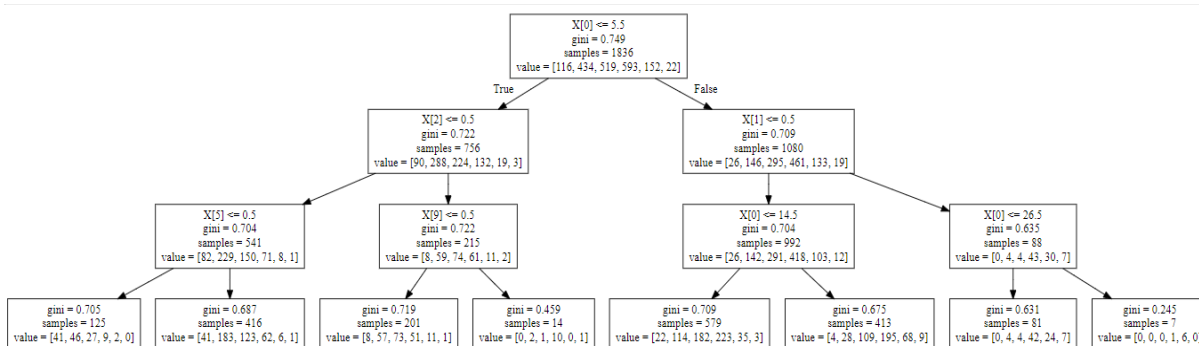 X[0] <= 5.5
gini = 0.749
samples = 1836
value = [116, 434, 519, 593, 152, 22]
True
False
X[2] <= 0.5
gini = 0.722
samples = 756
value = [90, 288, 224, 132, 19, 3]
X[1] <= 0.5
gini = 0.709
samples = 1080
value = [26, 146, 295, 461, 133, 19]
X[5] <= 0.5
gini = 0.704
samples = 541
value = [82, 229, 150, 71, 8, 1]
X[9] <= 0.5
gini = 0.722
samples = 215
value = [8, 59, 74, 61, 11, 2]
X[0] <= 14.5
gini = 0.704
samples = 992
value = [26, 142, 291, 418, 103, 12]
X[0] <= 26.5
gini = 0.635
samples = 88
value = [0, 4, 4, 43, 30, 7]
gini = 0.705
samples = 125
value = [41, 46, 27, 9, 2, 0]
gini = 0.687
samples = 416
value = [41, 183, 123, 62, 6, 1]
gini = 0.719
samples = 201
value = [8, 57, 73, 51, 11, 1]
gini = 0.459
samples = 14
value = [0, 2, 1, 10, 0, 1]
gini = 0.709
samples = 579
value = [22, 114, 182, 223, 35, 3]
gini = 0.675
samples = 413
value = [4, 28, 109, 195, 68, 9]
gini = 0.631
samples = 81
value = [0, 4, 4, 42, 24, 7]
gini = 0.245
samples = 7
value = [0, 0, 0, 1, 6, 0]